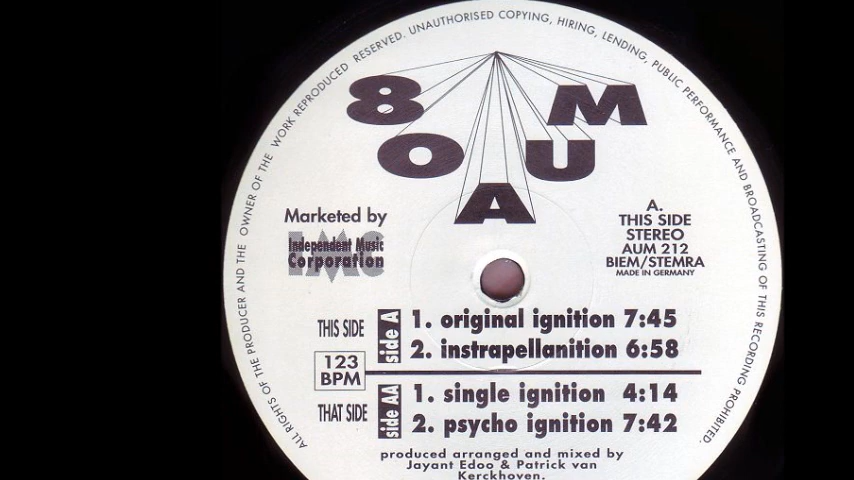 ALL RIGHTS OF THE PRODUCER AND THE OWNER OF THE WORK REPRODUCED RESERVED. UNAUTHORISED COPYING, HIRING, LENDING, PUBLIC PERFORMANCE AND BROADCASTING OF THIS RECORDING PROHIBITED.
8 0 A U M
Marketed by
IMC
Independent Music
Corporation
A.
THIS SIDE
STEREO
AUM 212
BIEM/STEMRA
MADE IN GERMANY
THIS SIDE
side A
1. original ignition 7:45
2. instrapellanition 6:58
123
BPM
THAT SIDE
side AA
1. single ignition 4:14
2. psycho ignition 7:42
produced arranged and mixed by
Jayant Edoo & Patrick van
Kerckhoven.